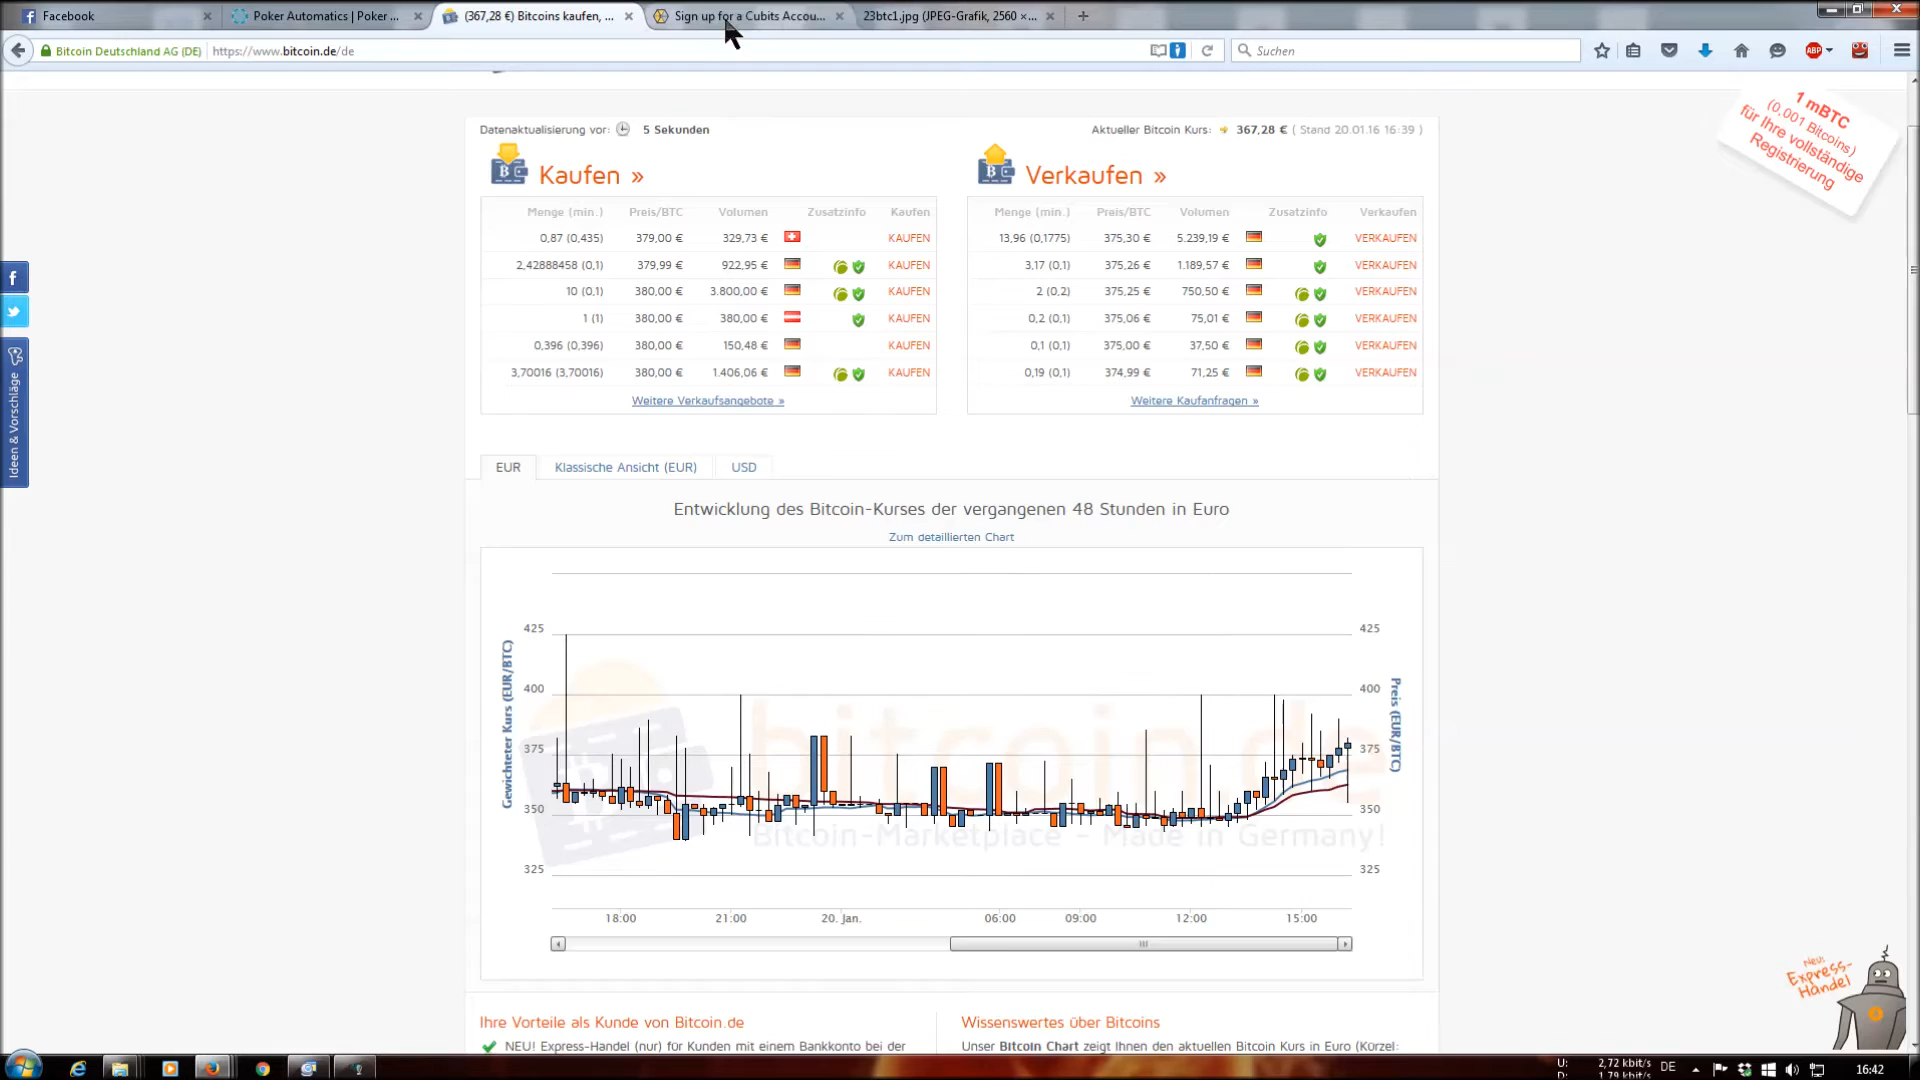 Facebook
Poker Automatics | Poker ...
(367,28 €) Bitcoins kaufen, ...
Sign up for a Cubits Accou...
23btc1.jpg (JPEG-Grafik, 2560 ×...
Bitcoin Deutschland AG (DE)
https://www.bitcoin.de/de
Suchen
ABP
1 mBTC
(0,001 Bitcoins)
für Ihre vollständige
Registrierung
Datenaktualisierung vor: 5 Sekunden
Aktueller Bitcoin Kurs: 367,28 € ( Stand 20.01.16 16:39 )
Kaufen »
Menge (min.) Preis/BTC Volumen Zusatzinfo Kaufen
0,87 (0,435) 379,00 € 329,73 € KAUFEN
2,42888458 (0,1) 379,99 € 922,95 € KAUFEN
10 (0,1) 380,00 € 3.800,00 € KAUFEN
1 (1) 380,00 € 380,00 € KAUFEN
0,396 (0,396) 380,00 € 150,48 € KAUFEN
3,70016 (3,70016) 380,00 € 1.406,06 € KAUFEN
Weitere Verkaufsangebote »
Verkaufen »
Menge (min.) Preis/BTC Volumen Zusatzinfo Verkaufen
13,96 (0,1775) 375,30 € 5.239,19 € VERKAUFEN
3,17 (0,1) 375,26 € 1.189,57 € VERKAUFEN
2 (0,2) 375,25 € 750,50 € VERKAUFEN
0,2 (0,1) 375,06 € 75,01 € VERKAUFEN
0,1 (0,1) 375,00 € 37,50 € VERKAUFEN
0,19 (0,1) 374,99 € 71,25 € VERKAUFEN
Weitere Kaufanfragen »
Ideen & Vorschläge
EUR
Klassische Ansicht (EUR)
USD
Entwicklung des Bitcoin-Kurses der vergangenen 48 Stunden in Euro
Zum detaillierten Chart
Gewichteter Kurs (EUR/BTC)
425
400
375
350
325
bitcoin.de
Bitcoin-Marketplace - Made in Germany!
425
400
375
350
325
Preis (EUR/BTC)
18:00 21:00 20. Jan. 06:00 09:00 12:00 15:00
Neu:
Express-
Handel
Ihre Vorteile als Kunde von Bitcoin.de
NEU! Express-Handel (nur) für Kunden mit einem Bankkonto bei der
Wissenswertes über Bitcoins
Unser Bitcoin Chart zeigt Ihnen den aktuellen Bitcoin Kurs in Euro (Kürzel:
U: 2,72 kbit/s
D: 1,79 kbit/s
DE
16:42